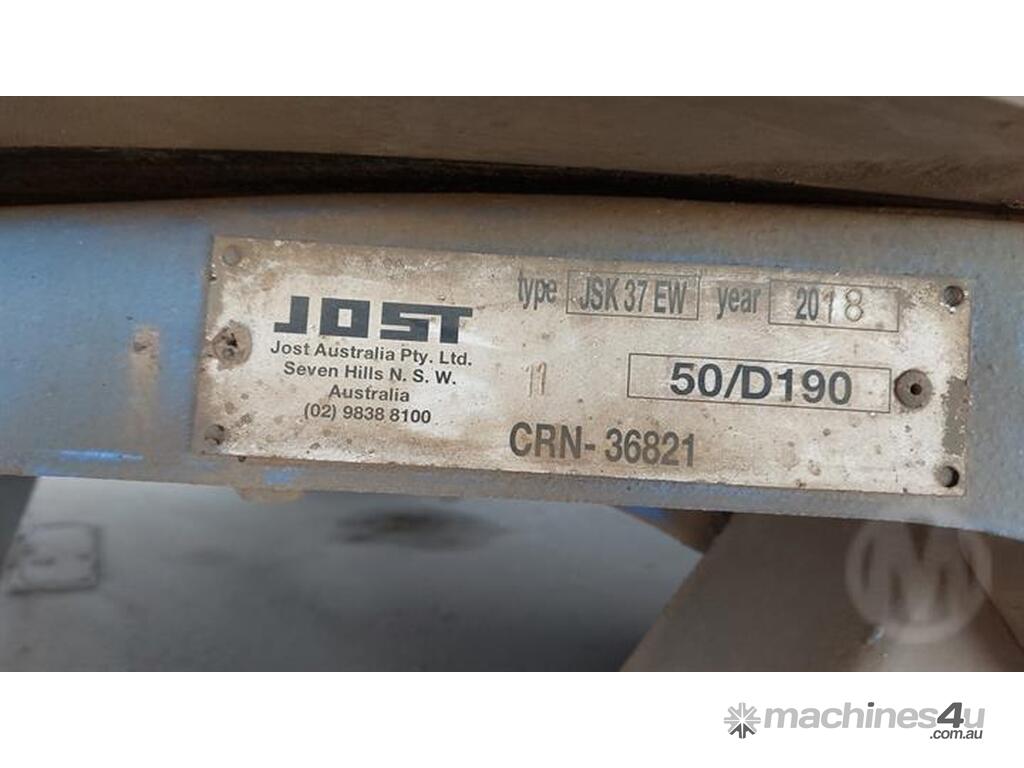 JOST
Jost Australia Pty. Ltd.
Seven Hills N. S. W.
Australia
(02) 9838 8100
type JSK 37 EW year 2018
11 50/D190
CRN- 36821
M
machines4u
.com.au